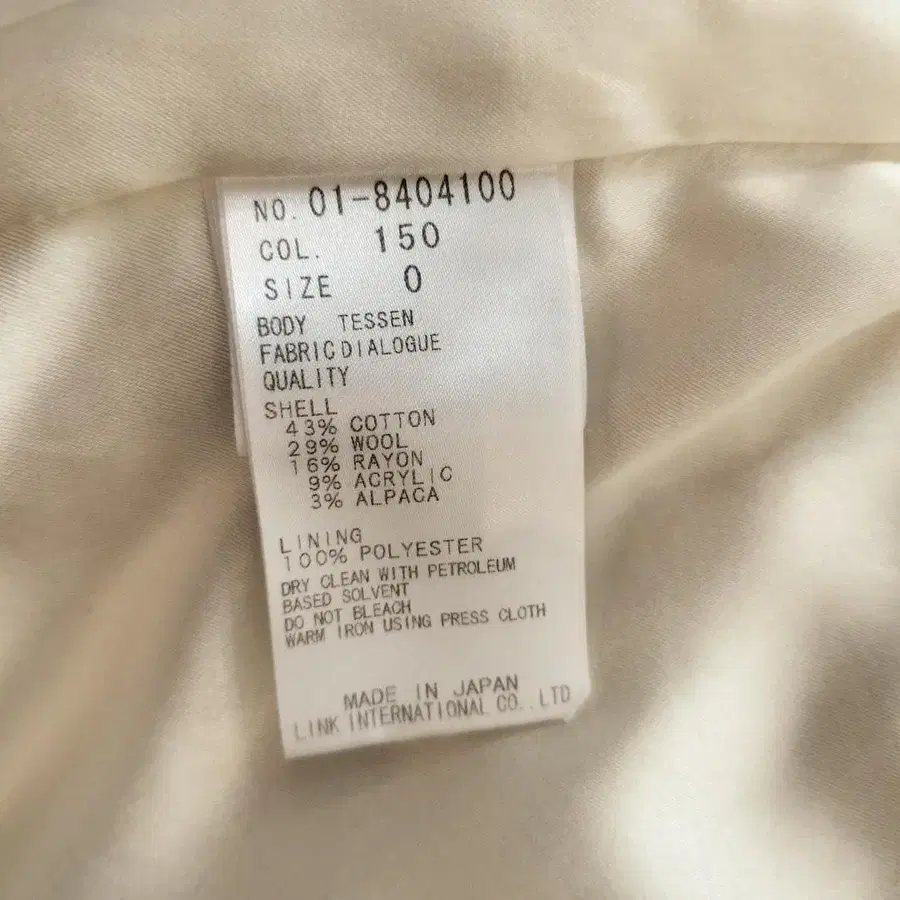 NO. 01-8404100
COL. 150
SIZE 0
BODY TESSEN
FABRIC DIALOGUE
QUALITY
SHELL
43% COTTON
29% WOOL
16% RAYON
9% ACRYLIC
3% ALPACA
LINING
100% POLYESTER
DRY CLEAN WITH PETROLEUM
BASED SOLVENT
DO NOT BLEACH
WARM IRON USING PRESS CLOTH
MADE IN JAPAN
LINK INTERNATIONAL CO., LTD